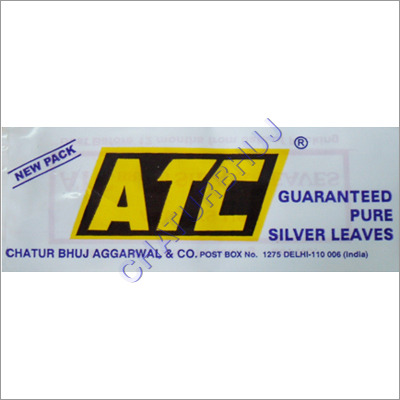 NEW PACK
ATC
®
GUARANTEED
PURE
SILVER LEAVES
CHATUR BHUJ AGGARWAL & CO. POST BOX No. 1275 DELHI-110 006 (India)
CHATURBHUJ